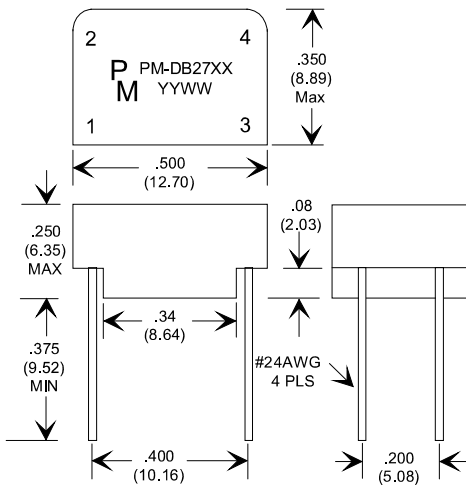 2 4
P M PM-DB27XX
YYWW
1 3
.350
(8.89)
Max
.500
(12.70)
.250
(6.35)
MAX
.08
(2.03)
.34
(8.64)
.375
(9.52)
MIN
#24AWG
4 PLS
.400
(10.16)
.200
(5.08)